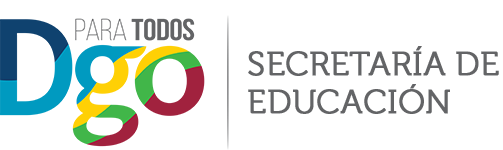 PARA TODOS
Dgo
SECRETARÍA DE
EDUCACIÓN